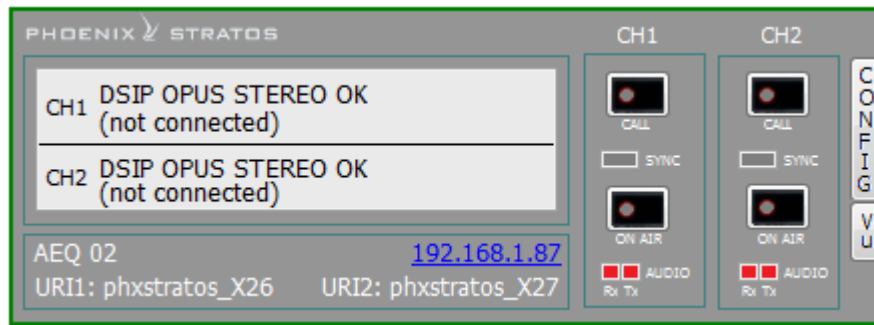 PHOENIX STRATOS
CH1 DSIP OPUS STEREO OK
(not connected)
CH2 DSIP OPUS STEREO OK
(not connected)
AEQ 02 192.168.1.87
URI1: phxstratos_X26 URI2: phxstratos_X27
CH1 CH2
CALL CALL
SYNC SYNC
ON AIR ON AIR
AUDIO AUDIO
Rx Tx Rx Tx
CONFIG
Vu